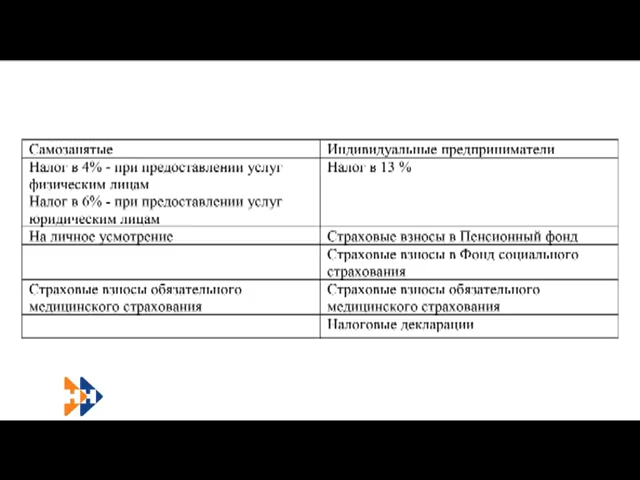 Самозанятые
Индивидуальные предприниматели
Налог в 4% - при предоставлении услуг
физическим лицам
Налог в 6% - при предоставлении услуг
юридическим лицам
Налог в 13 %
На личное усмотрение
Страховые взносы в Пенсионный фонд
Страховые взносы в Фонд социального
страхования
Страховые взносы обязательного
медицинского страхования
Страховые взносы обязательного
медицинского страхования
Налоговые декларации
НН